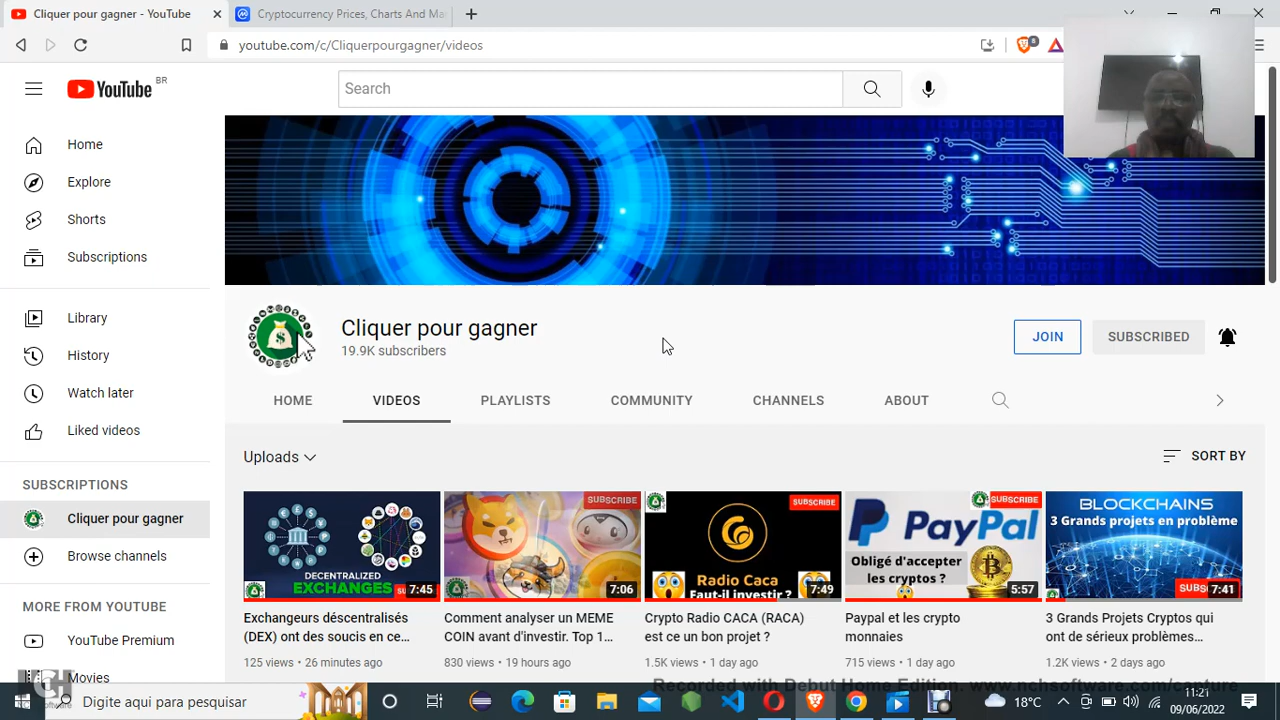 Cliquer pour gagner - YouTube
Cryptocurrency Prices, Charts And Ma
youtube.com/c/Cliquerpourgagner/videos
8
YouTube BR
Search
Home
Explore
Shorts
Subscriptions
Library
History
Watch later
Liked videos
SUBSCRIPTIONS
Cliquer pour gagner
Browse channels
MORE FROM YOUTUBE
YouTube Premium
Movies
Cliquer pour gagner
19.9K subscribers
JOIN
SUBSCRIBED
HOME
VIDEOS
PLAYLISTS
COMMUNITY
CHANNELS
ABOUT
Uploads
SORT BY
DECENTRALIZED
EXCHANGES
7:45
SUBSCRIBE
7:06
SUBSCRIBE
Radio Caca
Faut-il investir ?
7:49
SUBSCRIBE
PayPal
Obligé d'accepter
les cryptos ?
5:57
BLOCKCHAINS
3 Grands projets en problème
7:41
Exchangeurs déscentralisés
(DEX) ont des soucis en ce...
125 views • 26 minutes ago
Comment analyser un MEME
COIN avant d'investir. Top 1...
830 views • 19 hours ago
Crypto Radio CACA (RACA)
est ce un bon projet ?
1.5K views • 1 day ago
Paypal et les crypto
monnaies
715 views • 1 day ago
3 Grands Projets Cryptos qui
ont de sérieux problèmes...
1.2K views • 2 days ago
Recorded with Debut Home Edition. www.nchsoftware.com/capture
Digite aqui para pesquisar
18°C
11:21
09/06/2022